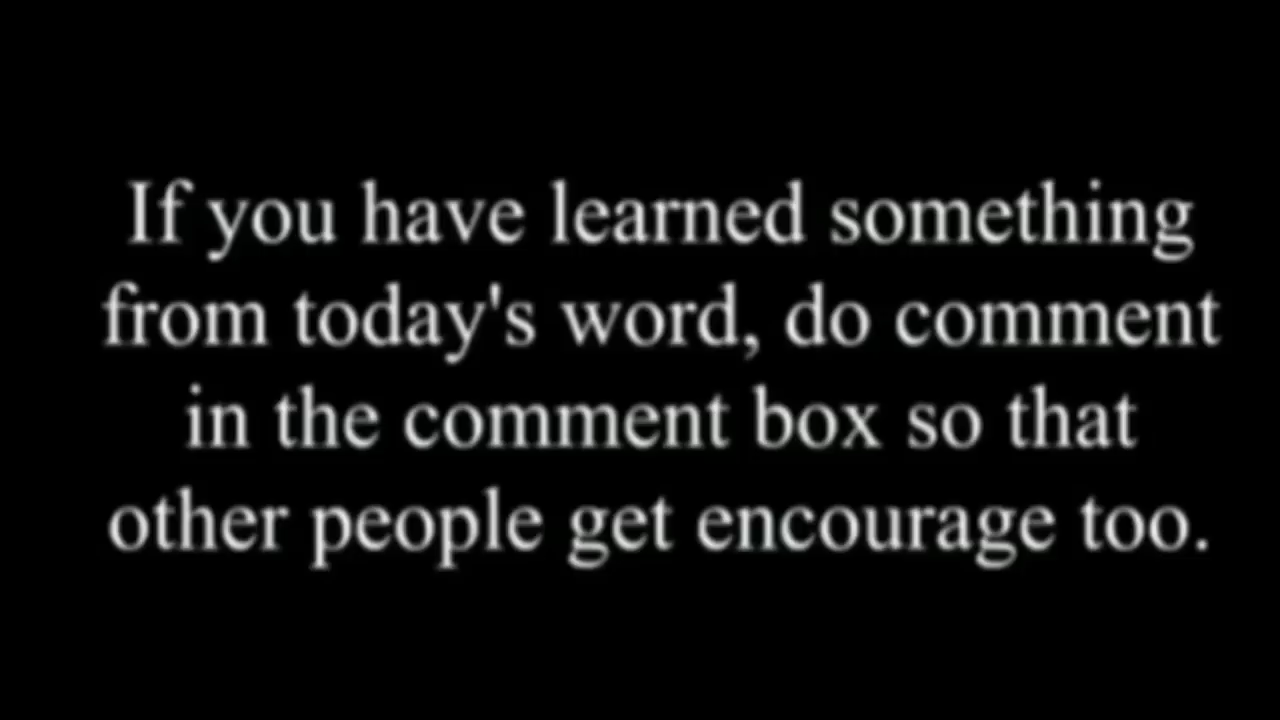 If you have learned something
from today's word, do comment
in the comment box so that
other people get encourage too.